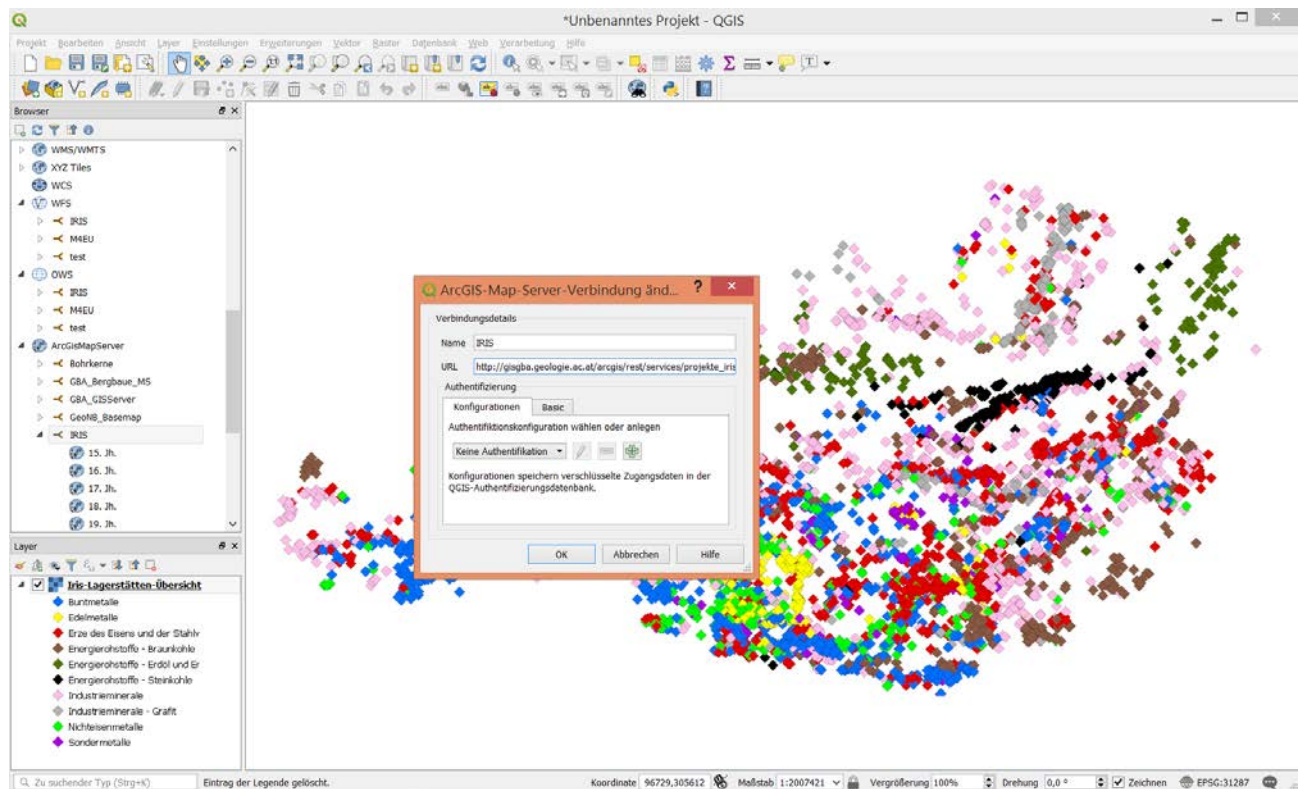 *Unbenanntes Projekt - QGIS
Projekt Bearbeiten Ansicht Layer Einstellungen Erweiterungen Vektor Raster Datenbank Web Verarbeitung Hilfe
Browser
WMS/WMTS
XYZ Tiles
WCS
WFS
IRIS
M4EU
test
OWS
IRIS
M4EU
test
ArcGisMapServer
Bohrkerne
GBA_Bergbaue_MS
GBA_GISServer
GeoNB_Basemap
IRIS
15. Jh.
16. Jh.
17. Jh.
18. Jh.
19. Jh.
ArcGIS-Map-Server-Verbindung änd... ?
Verbindungsdetails
Name IRIS
URL http://gisgba.geologie.ac.at/arcgis/rest/services/projekte_iris
Authentifizierung
Konfigurationen Basic
Authentifiktionskonfiguration wählen oder anlegen
Keine Authentifikation
Konfigurationen speichern verschlüsselte Zugangsdaten in der
QGIS-Authentifizierungsdatenbank.
OK Abbrechen Hilfe
Layer
Iris-Lagerstätten-Übersicht
Buntmetalle
Edelmetalle
Erze des Eisens und der Stahlv
Energierohstoffe - Braunkohle
Energierohstoffe - Erdöl und Er
Energierohstoffe - Steinkohle
Industrieminerale
Industrieminerale - Grafit
Nichteisenmetalle
Sondermetalle
Zu suchender Typ (Strg+K) Eintrag der Legende gelöscht. Koordinate 96729,305612 Maßstab 1:2007421 Vergrößerung 100% Drehung 0,0 ° Zeichnen EPSG:31287